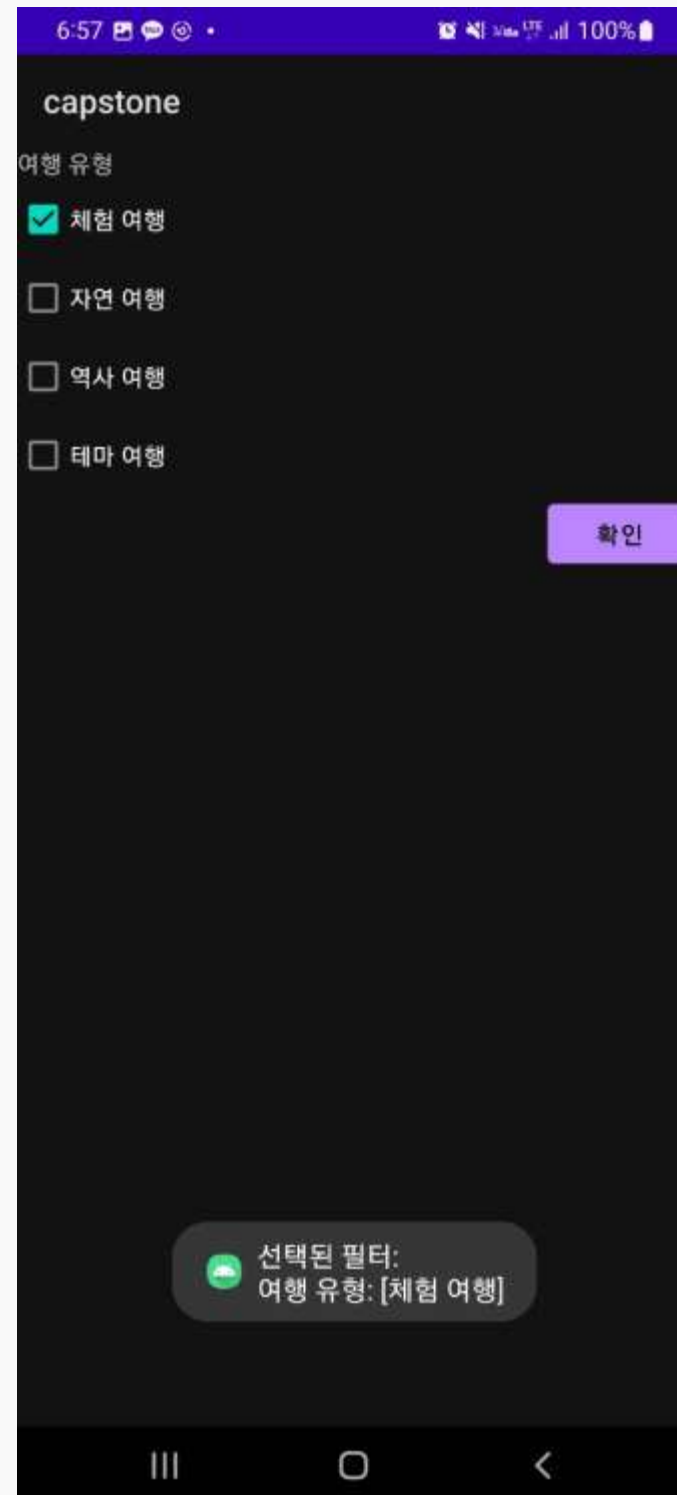 6:57
LTE
100%
capstone
여행 유형
체험 여행
자연 여행
역사 여행
테마 여행
확인
선택된 필터:
여행 유형: [체험 여행]